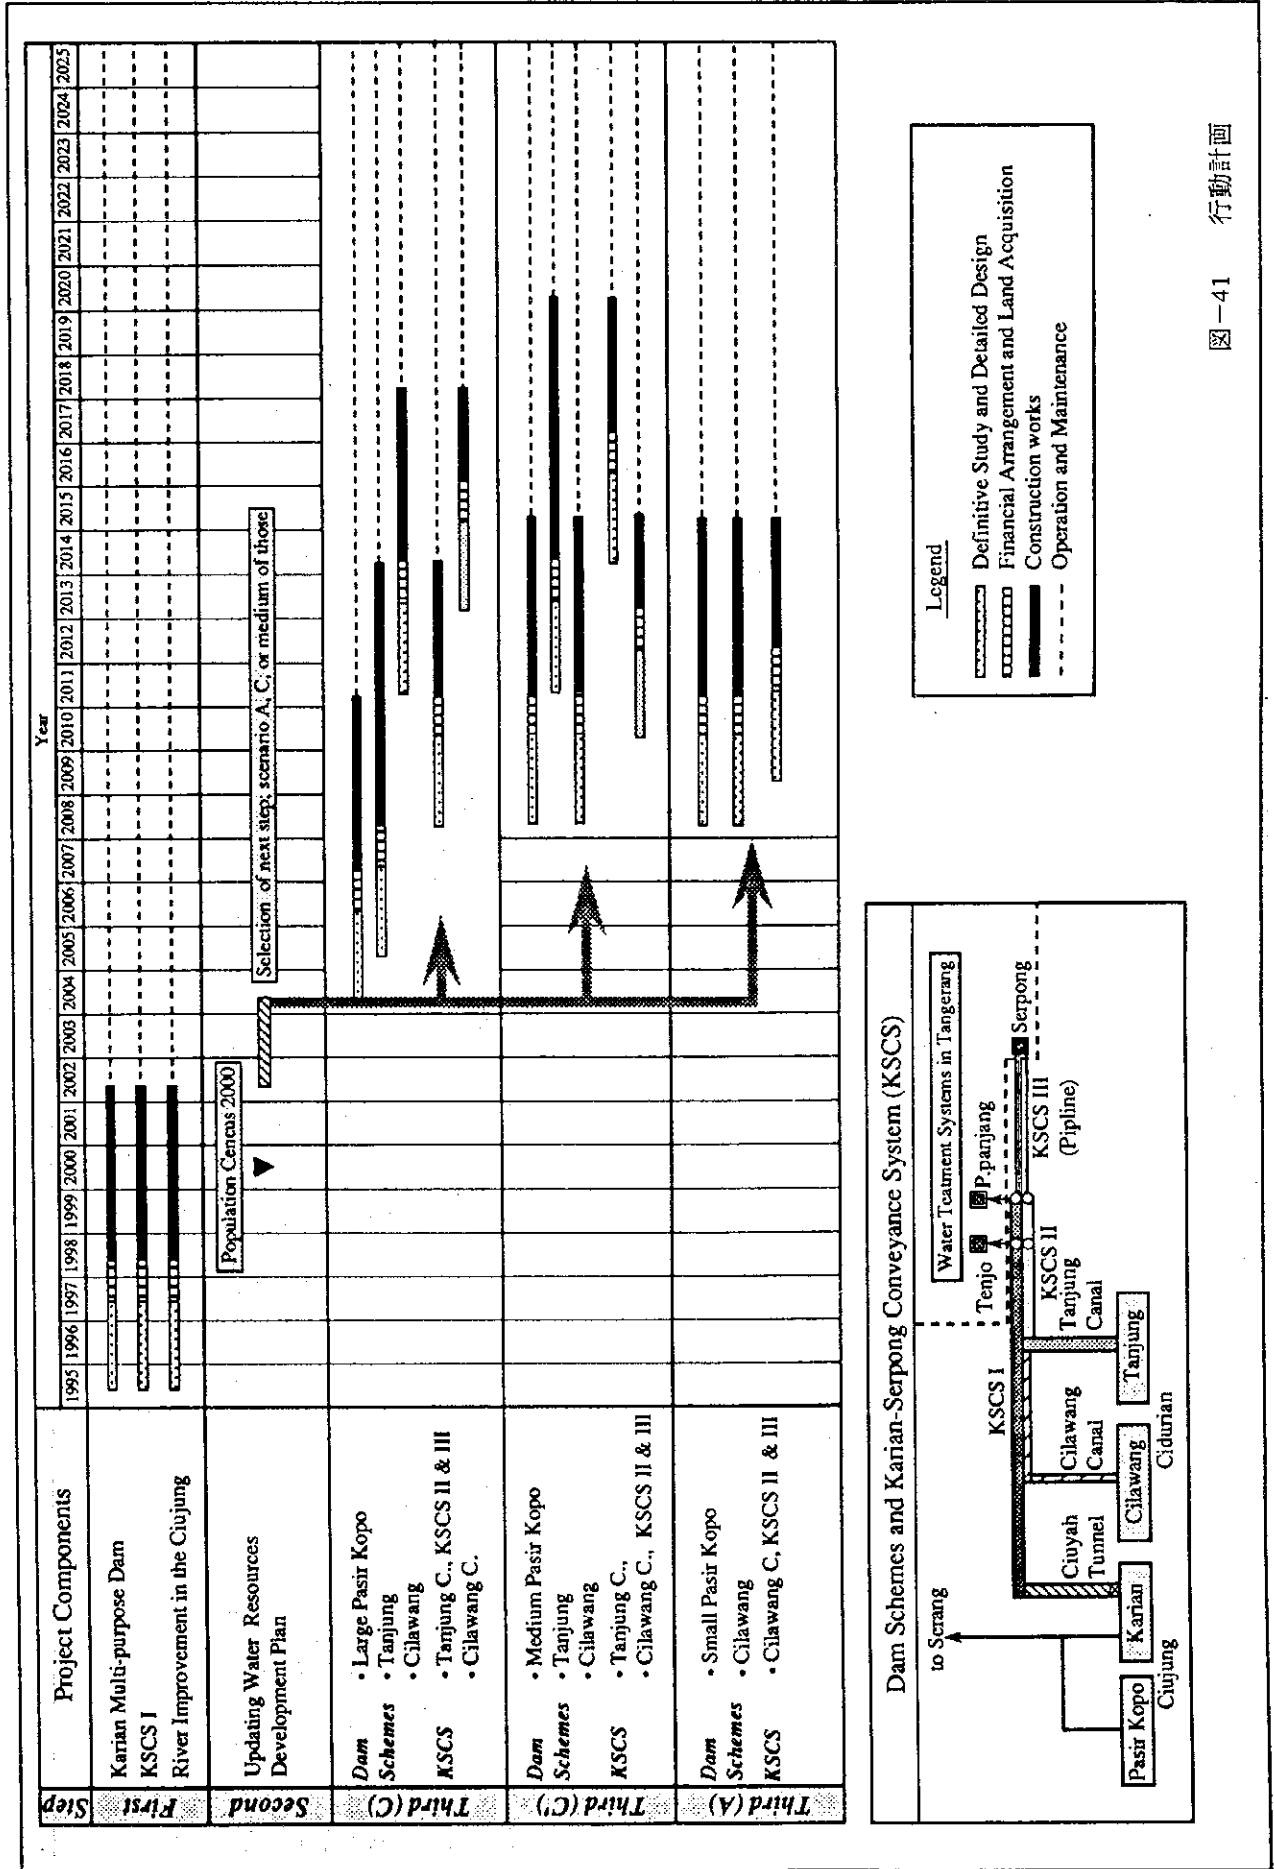 Step
Project Components
Year
1995 1996 1997 1998 1999 2000 2001 2002 2003 2004 2005 2006 2007 2008 2009 2010 2011 2012 2013 2014 2015 2016 2017 2018 2019 2020 2021 2022 2023 2024 2025
First
Karian Multi-purpose Dam
KSCS I
River Improvement in the Ciujung
Second
Updating Water Resources
Development Plan
Population Cencus 2000
Selection of next step; scenario A, C, or medium of those
Third (C)
Dam
Schemes
• Large Pasir Kopo
• Tanjung
• Cilawang
KSCS
• Tanjung C., KSCS II & III
• Cilawang C.
Third (C')
Dam
Schemes
• Medium Pasir Kopo
• Tanjung
• Cilawang
KSCS
• Tanjung C.,
• Cilawang C., KSCS II & III
Third (A)
Dam
Schemes
• Small Pasir Kopo
• Cilawang
KSCS
• Cilawang C, KSCS II & III
Dam Schemes and Karian-Serpong Conveyance System (KSCS)
to Serang
Water Teatment Systems in Tangerang
Tenjo
P.panjang
Serpong
KSCS I
KSCS II
KSCS III
(Pipline)
Ciuyah
Tunnel
Cilawang
Canal
Tanjung
Canal
Pasir Kopo
Karian
Cilawang
Tanjung
Ciujung
Cidurian
Legend
Definitive Study and Detailed Design
Financial Arrangement and Land Acquisition
Construction works
Operation and Maintenance
図－41 行動計画